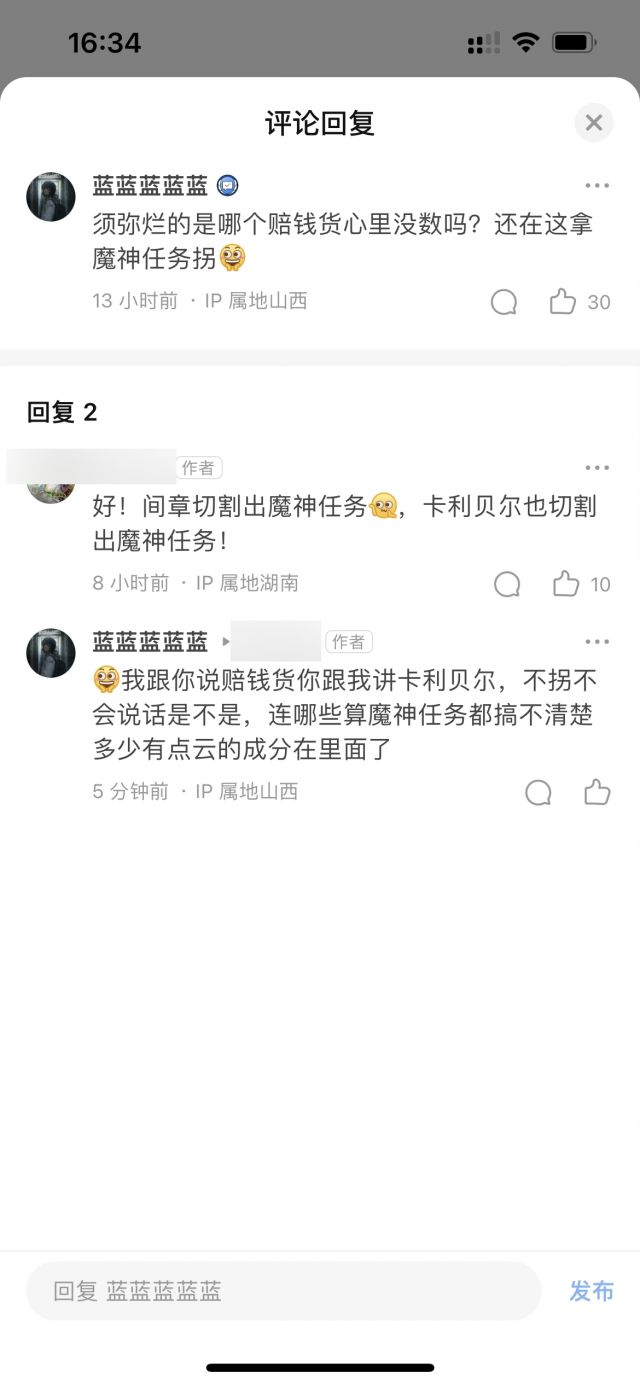 16:34
评论回复
蓝蓝蓝蓝蓝
须弥烂的是哪个赔钱货心里没数吗？还在这拿
魔神任务拐
13 小时前 · IP 属地山西
30
回复 2
作者
好！间章切割出魔神任务，卡利贝尔也切割
出魔神任务！
8 小时前 · IP 属地湖南
10
蓝蓝蓝蓝蓝 作者
我跟你说赔钱货你跟我讲卡利贝尔，不拐不
会说话是不是，连哪些算魔神任务都搞不清楚
多少有点云的成分在里面了
5 分钟前 · IP 属地山西
回复 蓝蓝蓝蓝蓝
发布